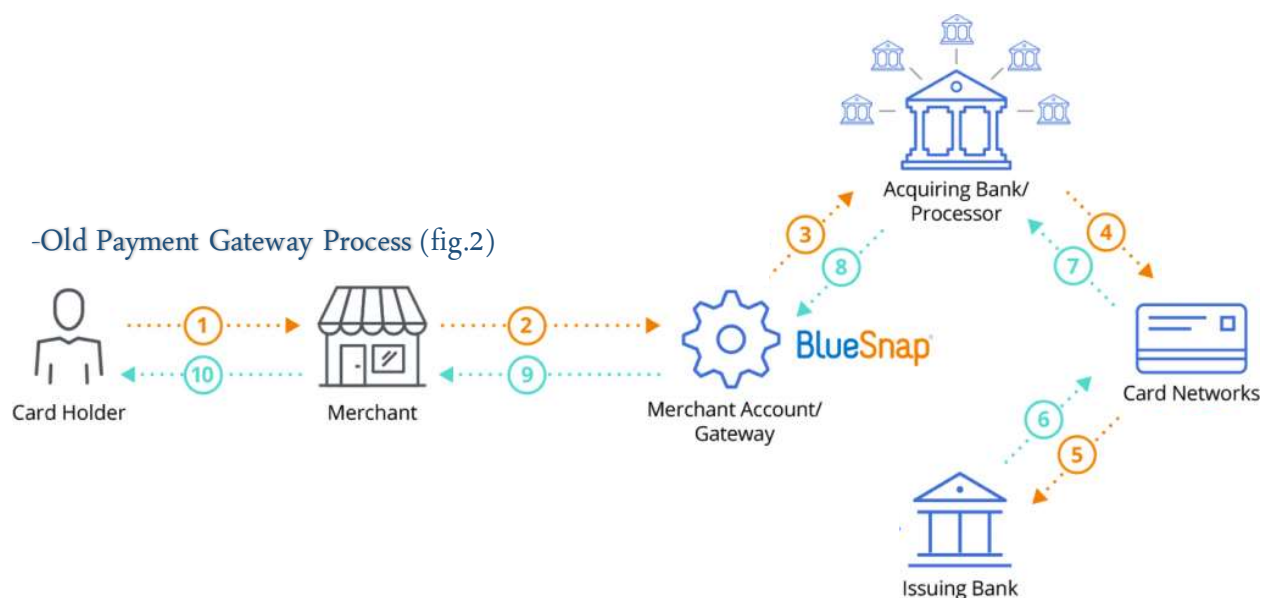 Acquiring Bank/
Processor
-Old Payment Gateway Process (fig.2)
3
4
8
7
1
2
BlueSnap®
10
9
Card Holder
Merchant
Merchant Account/
Gateway
Card Networks
6
5
Issuing Bank